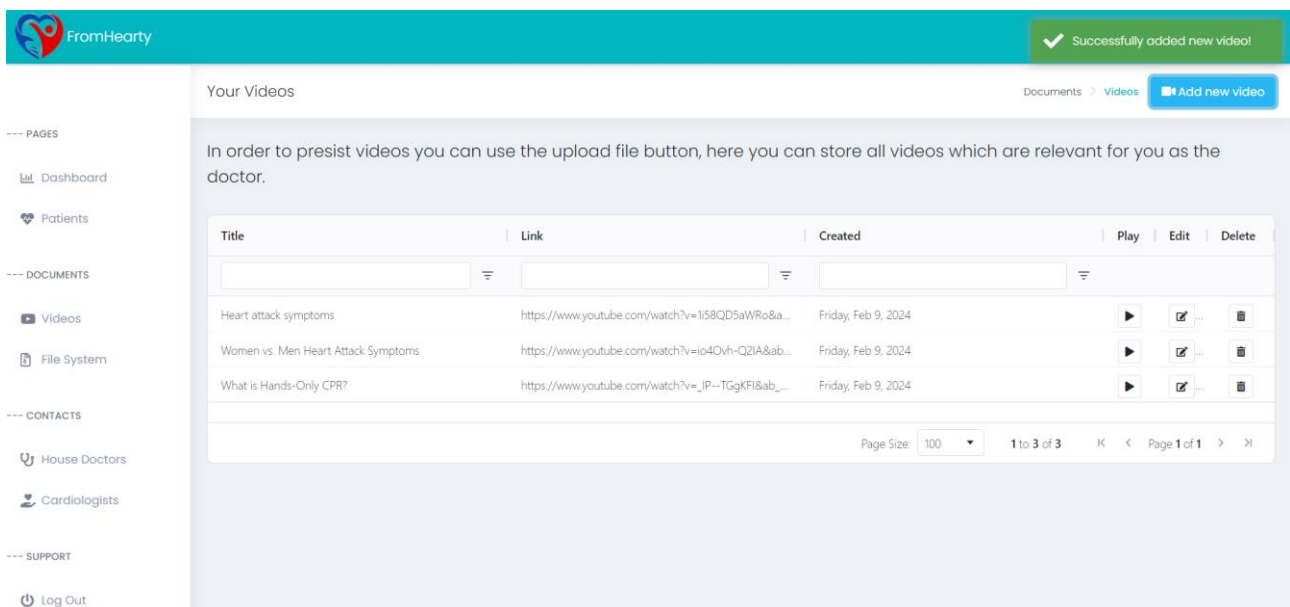 FromHearty
Successfully added new video!
Your Videos
Documents > Videos
Add new video
--- PAGES
Dashboard
Patients
--- DOCUMENTS
Videos
File System
--- CONTACTS
House Doctors
Cardiologists
--- SUPPORT
Log Out
In order to presist videos you can use the upload file button, here you can store all videos which are relevant for you as the
doctor.
Title Link Created Play Edit Delete
Heart attack symptoms https://www.youtube.com/watch?v=1i58QD5aWRo&a... Friday, Feb 9, 2024
Women vs. Men Heart Attack Symptoms https://www.youtube.com/watch?v=io4Ovh-Q2IA&ab... Friday, Feb 9, 2024
What is Hands-Only CPR? https://www.youtube.com/watch?v=_IP--TGgKFI&ab_... Friday, Feb 9, 2024
Page Size: 100 1 to 3 of 3 Page 1 of 1